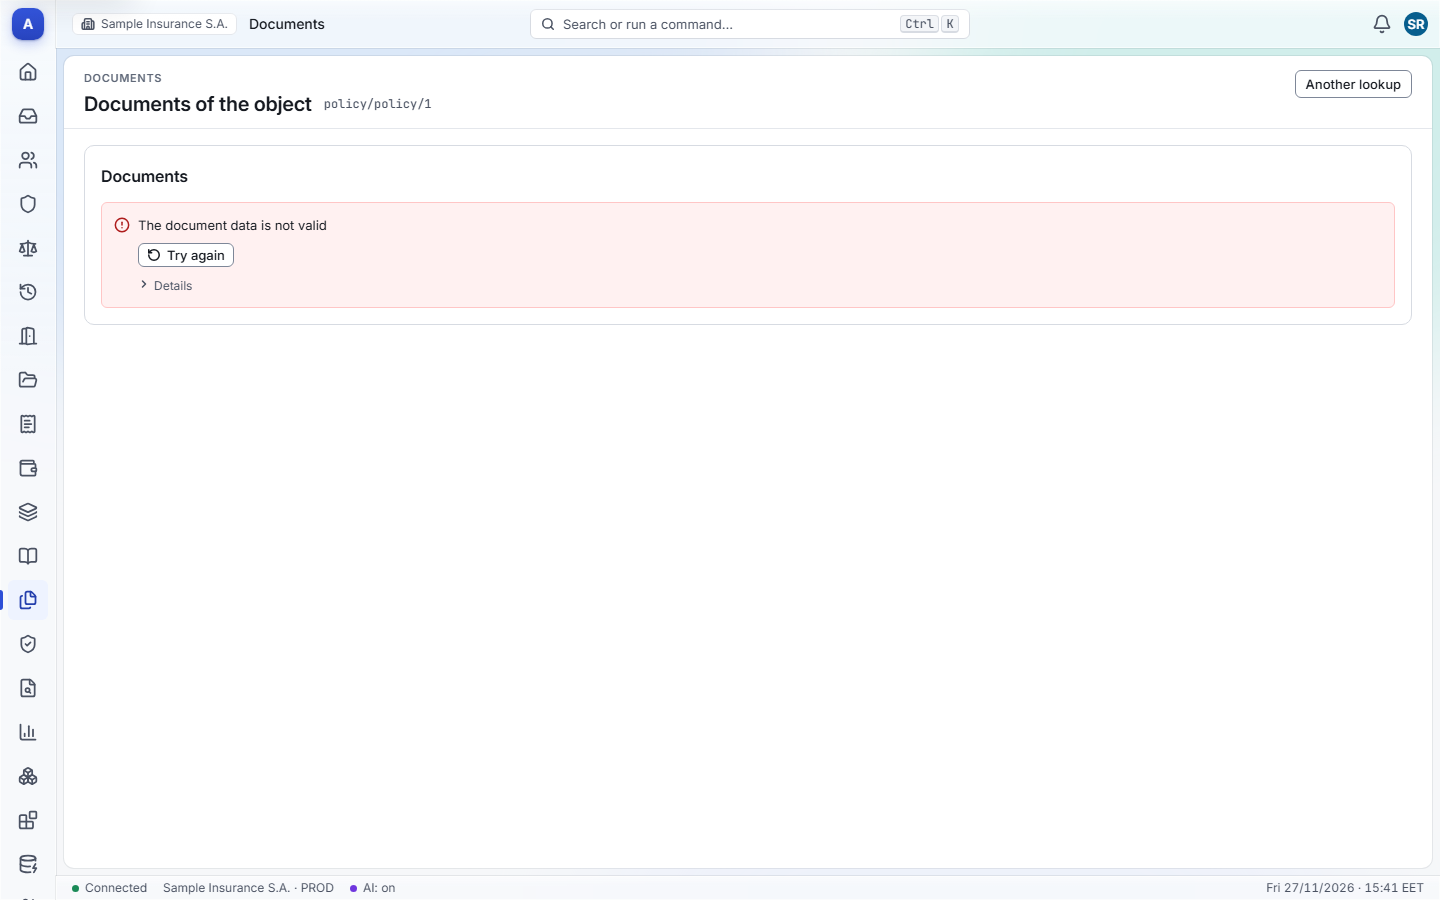 A
Sample Insurance S.A.
Documents
Search or run a command...
Ctrl K
SR
DOCUMENTS
Documents of the object policy/policy/1
Another lookup
Documents
The document data is not valid
Try again
Details
Connected
Sample Insurance S.A. · PROD
AI: on
Fri 27/11/2026 · 15:41 EET